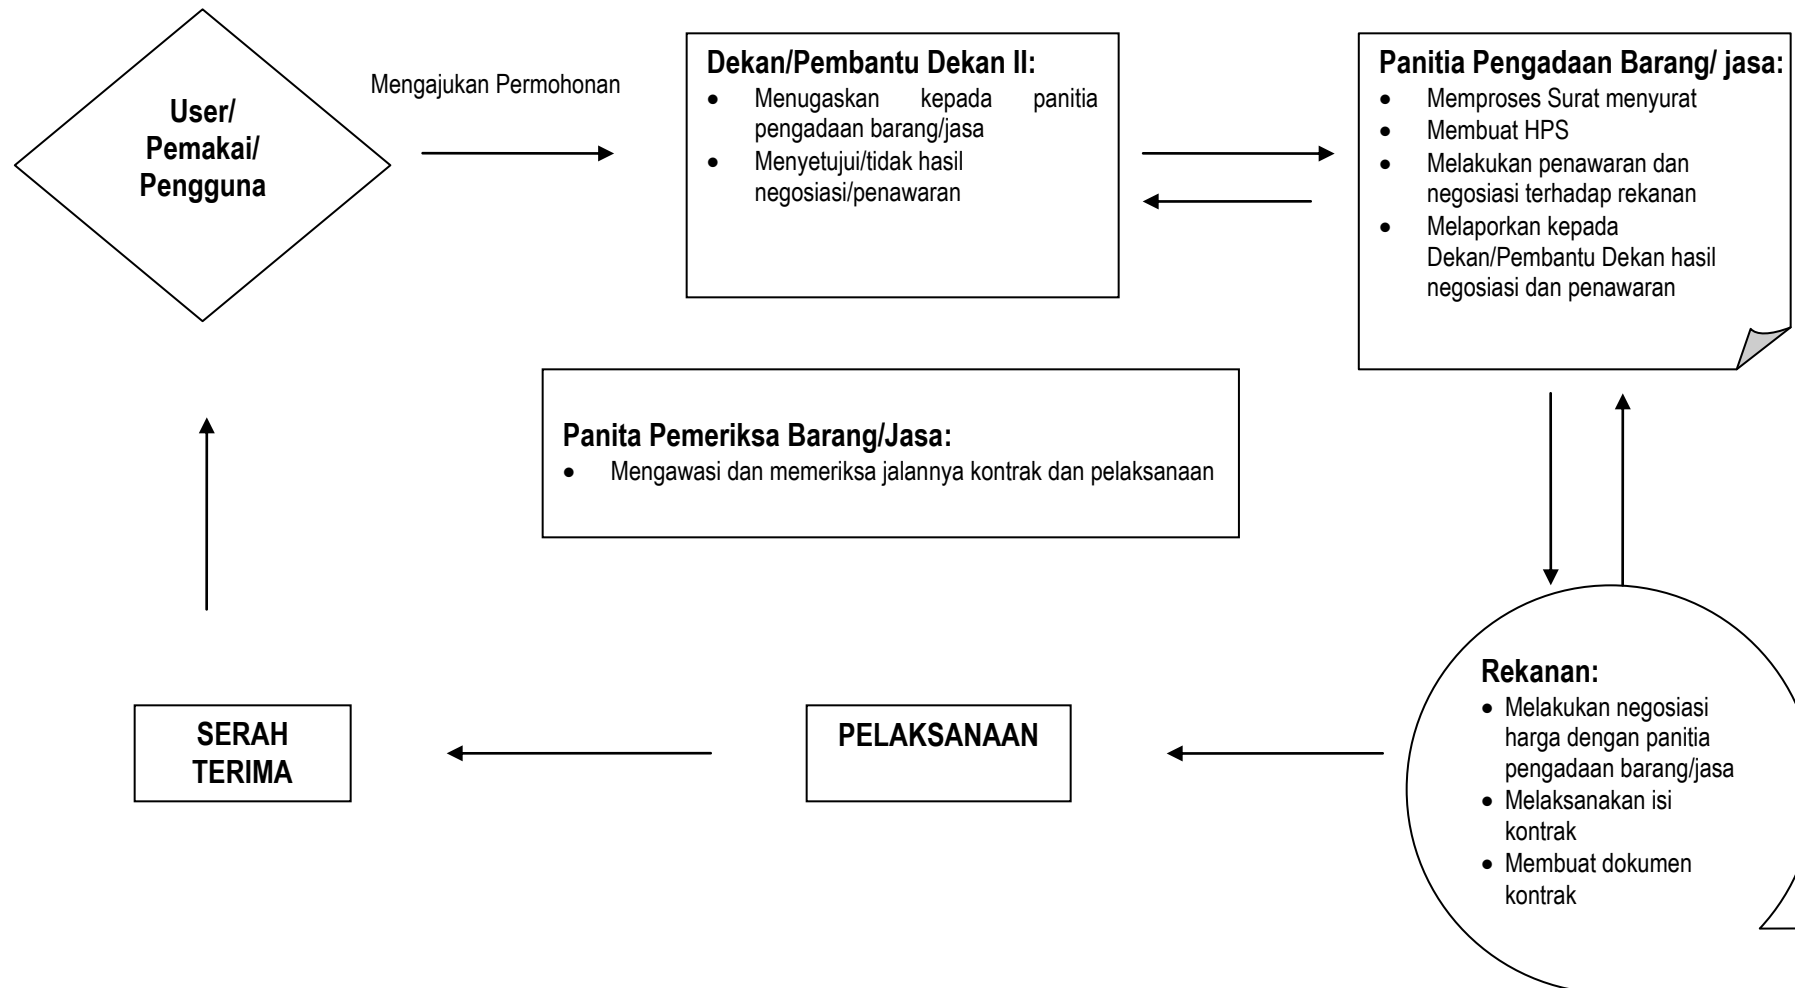 User/
Pemakai/
Pengguna
Mengajukan Permohonan
Dekan/Pembantu Dekan II:
• Menugaskan kepada panitia
pengadaan barang/jasa
• Menyetujui/tidak hasil
negosiasi/penawaran
Panitia Pengadaan Barang/ jasa:
• Memproses Surat menyurat
• Membuat HPS
• Melakukan penawaran dan
negosiasi terhadap rekanan
• Melaporkan kepada
Dekan/Pembantu Dekan hasil
negosiasi dan penawaran
Panita Pemeriksa Barang/Jasa:
• Mengawasi dan memeriksa jalannya kontrak dan pelaksanaan
Rekanan:
• Melakukan negosiasi
harga dengan panitia
pengadaan barang/jasa
• Melaksanakan isi
kontrak
• Membuat dokumen
kontrak
PELAKSANAAN
SERAH
TERIMA